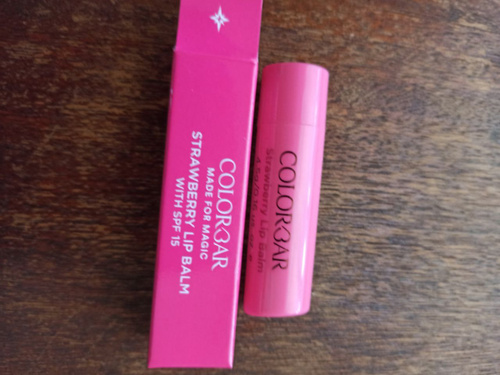 COLORBAR
MADE FOR MAGIC
STRAWBERRY LIP BALM
WITH SPF 15
COLORBAR
Strawberry Lip Balm